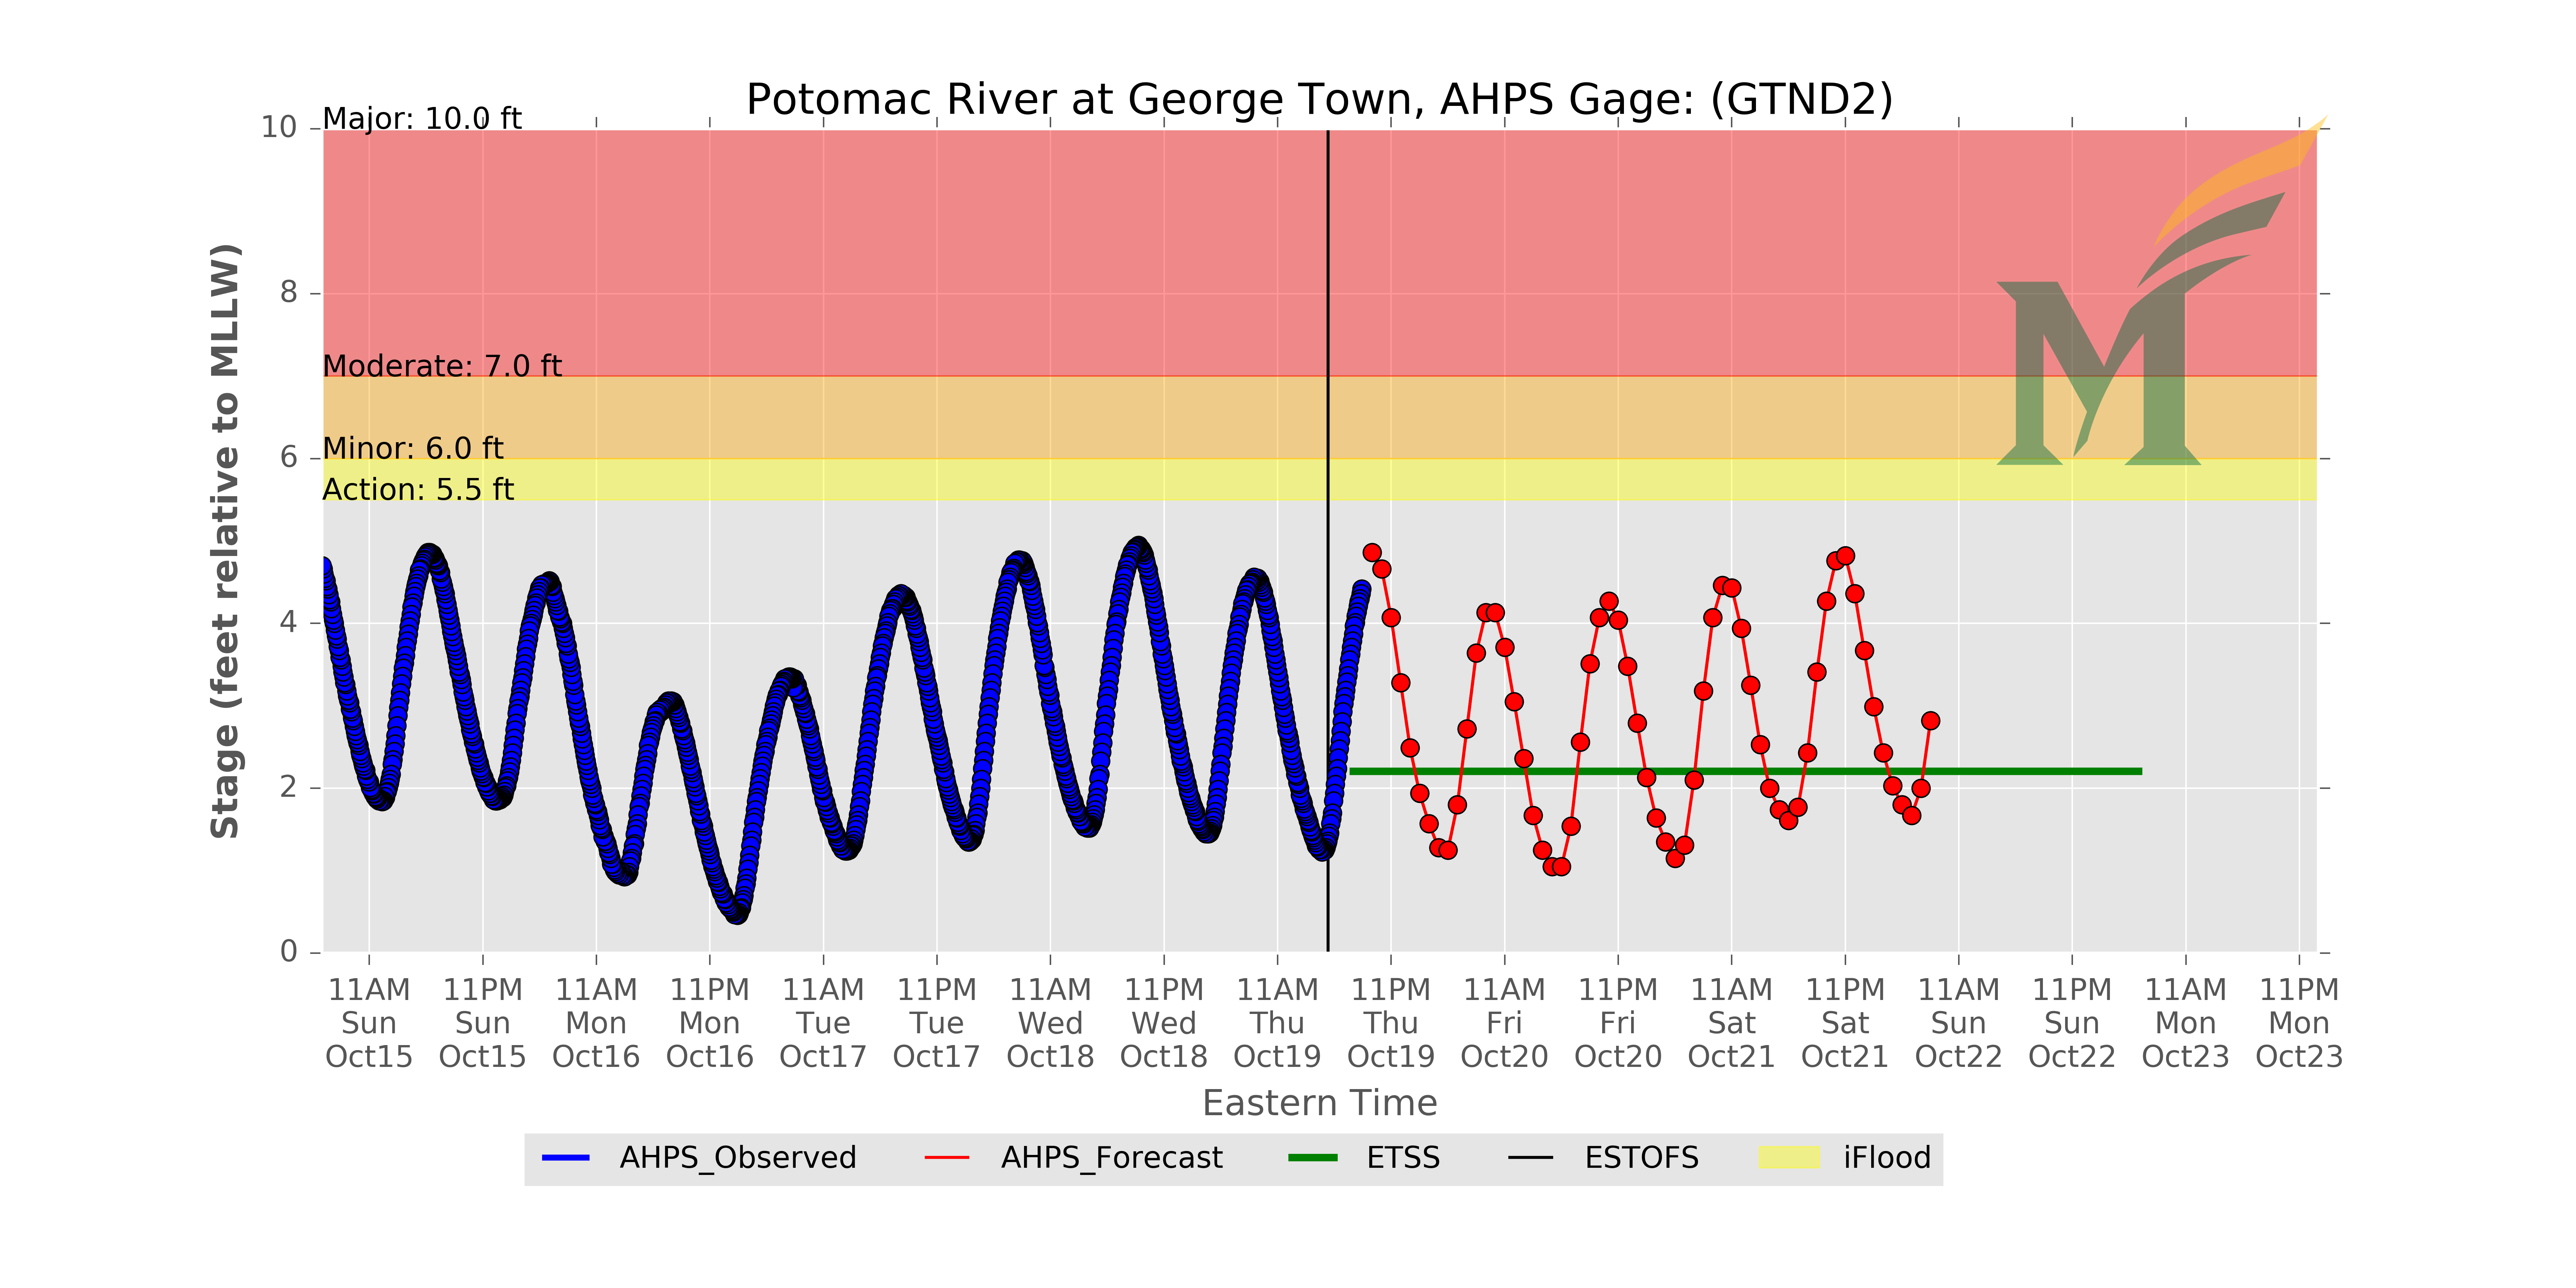 Potomac River at George Town, AHPS Gage: (GTND2)
Major: 10.0 ft
Moderate: 7.0 ft
Minor: 6.0 ft
Action: 5.5 ft
10
8
6
4
2
0
Stage (feet relative to MLLW)
11AM 11PM 11AM 11PM 11AM 11PM 11AM 11PM 11AM 11PM 11AM 11PM 11AM 11PM 11AM 11PM 11AM 11PM
Sun Sun Mon Mon Tue Tue Wed Wed Thu Thu Fri Fri Sat Sat Sun Sun Mon Mon
Oct15 Oct15 Oct16 Oct16 Oct17 Oct17 Oct18 Oct18 Oct19 Oct19 Oct20 Oct20 Oct21 Oct21 Oct22 Oct22 Oct23 Oct23
Eastern Time
AHPS_Observed AHPS_Forecast ETSS ESTOFS iFlood
M